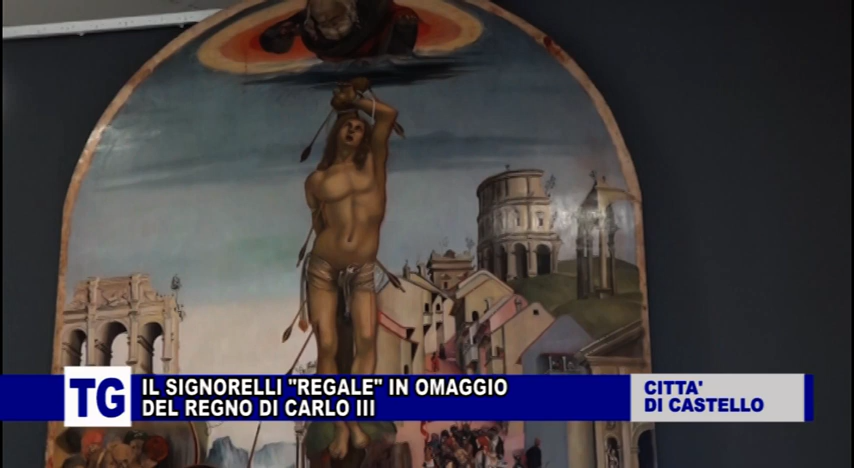 TG
IL SIGNORELLI "REGALE" IN OMAGGIO
DEL REGNO DI CARLO III
CITTA'
DI CASTELLO